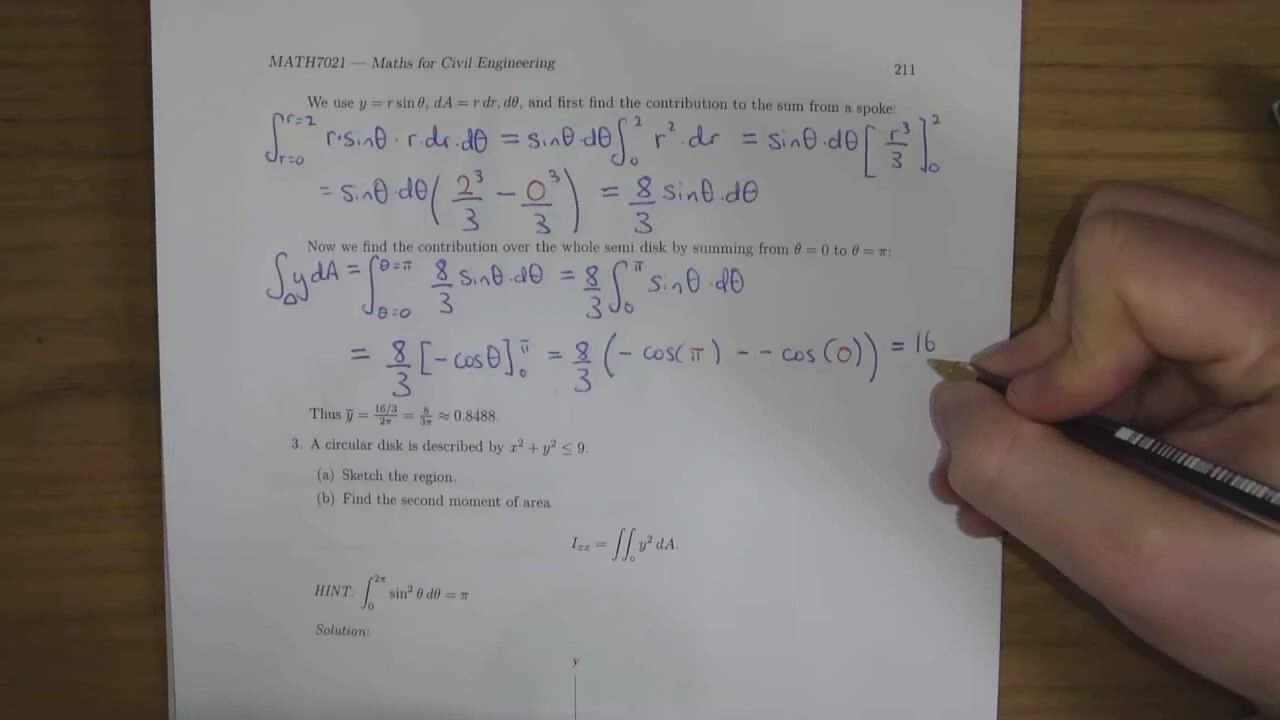 MATH7021 — Maths for Civil Engineering 211
We use y = r sin θ, dA = r dr, dθ, and first find the contribution to the sum from a spoke:
∫_{r=0}^{r=2} r·sinθ · r·dr·dθ = sinθ·dθ ∫_0^2 r² · dr = sinθ·dθ [r³/3]_0^2
= sinθ·dθ (2³/3 − 0³/3) = 8/3 sinθ·dθ
Now we find the contribution over the whole semi disk by summing from θ = 0 to θ = π:
∫_D y dA = ∫_{θ=0}^{θ=π} 8/3 sinθ·dθ = 8/3 ∫_0^π sinθ·dθ
= 8/3 [−cosθ]_0^π = 8/3 (−cos(π) − −cos(0)) = 16
Thus ȳ = (16/3)/(2π) = 8/(3π) ≈ 0.8488.
3. A circular disk is described by x² + y² ≤ 9.
(a) Sketch the region.
(b) Find the second moment of area
I_{xx} = ∬_◦ y² dA.
HINT: ∫_0^{2π} sin² θ dθ = π
Solution:
y